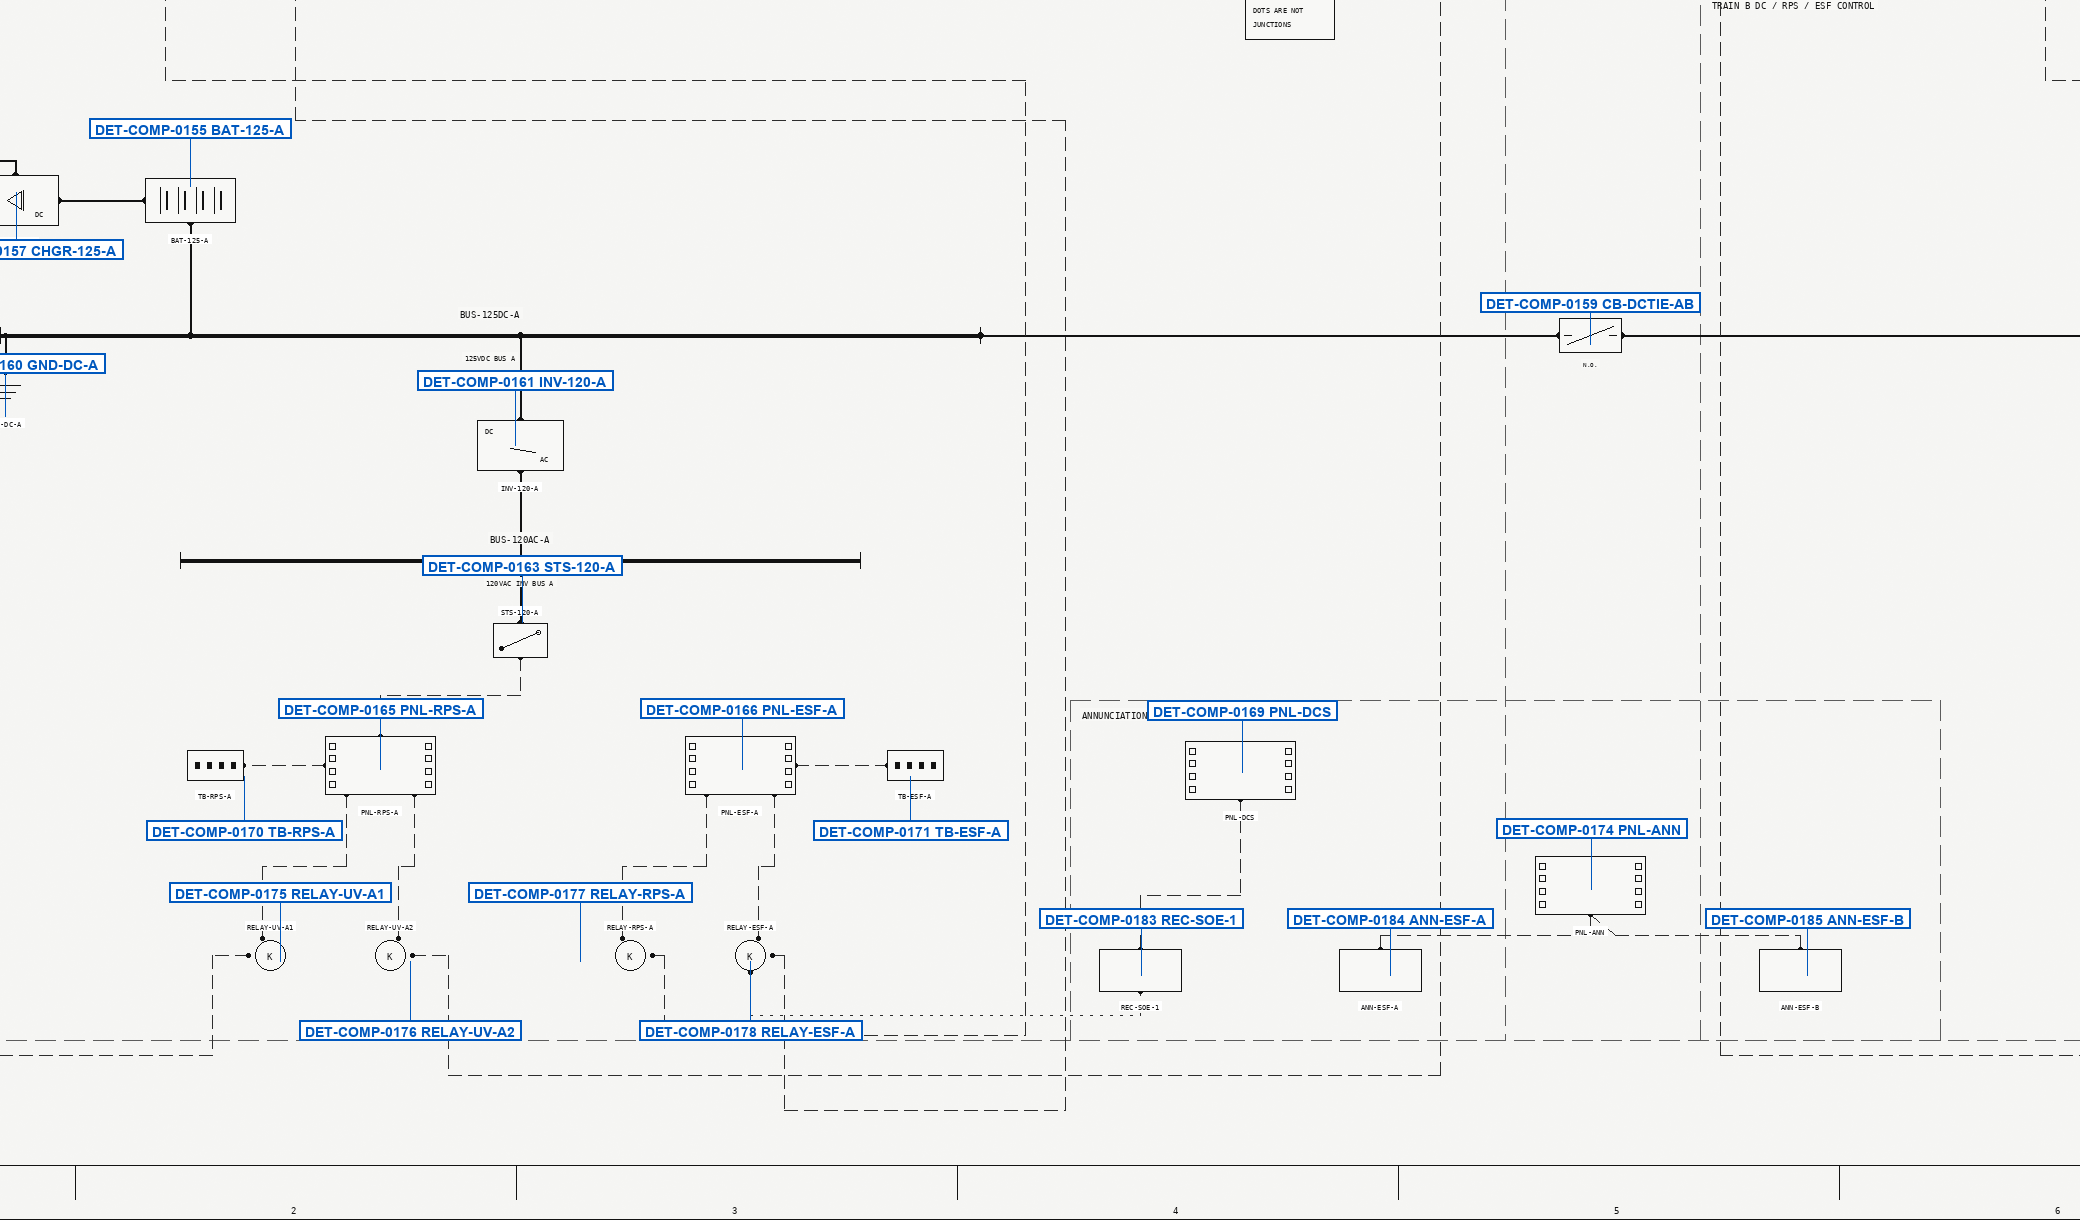 DOTS ARE NOT
JUNCTIONS
TRAIN B DC / RPS / ESF CONTROL
DET-COMP-0155 BAT-125-A
DC
BAT-125-A
0157 CHGR-125-A
BUS-125DC-A
DET-COMP-0159 CB-DCTIE-AB
N.O.
125VDC BUS A
160 GND-DC-A
DET-COMP-0161 INV-120-A
-DC-A
DC
AC
INV-120-A
BUS-120AC-A
DET-COMP-0163 STS-120-A
120VAC INV BUS A
STS-120-A
DET-COMP-0165 PNL-RPS-A
DET-COMP-0166 PNL-ESF-A
ANNUNCIATION
DET-COMP-0169 PNL-DCS
TB-RPS-A
PNL-RPS-A
PNL-ESF-A
TB-ESF-A
PNL-DCS
DET-COMP-0170 TB-RPS-A
DET-COMP-0171 TB-ESF-A
DET-COMP-0174 PNL-ANN
DET-COMP-0175 RELAY-UV-A1
DET-COMP-0177 RELAY-RPS-A
DET-COMP-0183 REC-SOE-1
DET-COMP-0184 ANN-ESF-A
DET-COMP-0185 ANN-ESF-B
RELAY-UV-A1
RELAY-UV-A2
RELAY-RPS-A
RELAY-ESF-A
PNL-ANN
K
K
K
K
REC-SOE-1
ANN-ESF-A
ANN-ESF-B
DET-COMP-0176 RELAY-UV-A2
DET-COMP-0178 RELAY-ESF-A
2
3
4
5
6